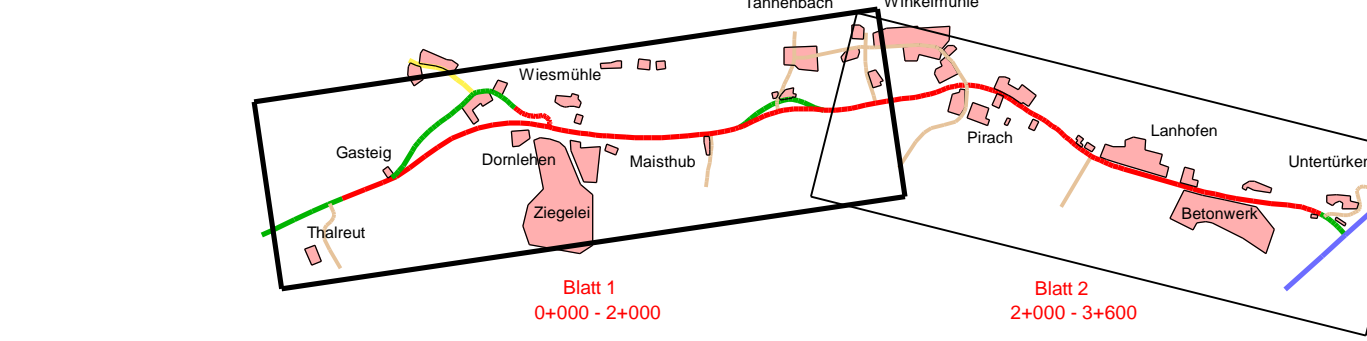 Tannenbach
Winkelmühle
Wiesmühle
Gasteig
Dornlehen
Maisthub
Pirach
Lanhofen
Ziegelei
Betonwerk
Thalreut
Blatt 1
0+000 - 2+000
Blatt 2
2+000 - 3+600